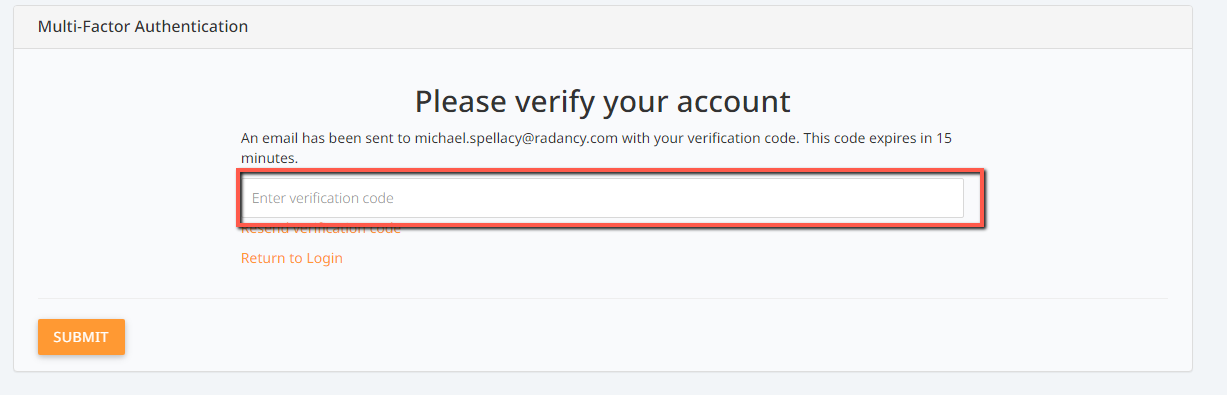 Multi-Factor Authentication
Please verify your account
An email has been sent to michael.spellacy@radancy.com with your verification code. This code expires in 15
minutes.
Enter verification code
Resend verification code
Return to Login
SUBMIT